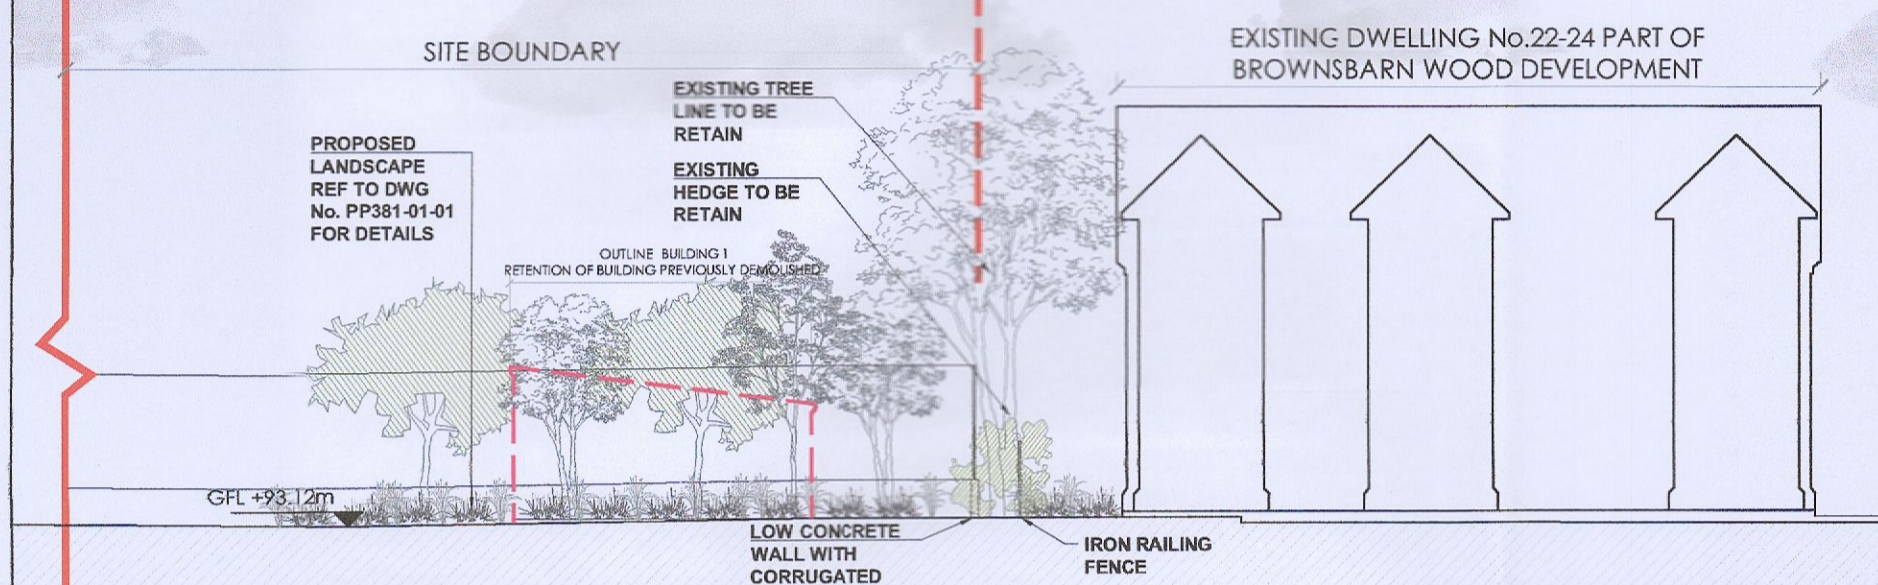 SITE BOUNDARY
EXISTING DWELLING No.22-24 PART OF
BROWNSBARN WOOD DEVELOPMENT
EXISTING TREE
LINE TO BE
RETAIN
PROPOSED
LANDSCAPE
REF TO DWG
No. PP381-01-01
FOR DETAILS
EXISTING
HEDGE TO BE
RETAIN
OUTLINE BUILDING 1
RETENTION OF BUILDING PREVIOUSLY DEMOLISHED
GFL +93.12m
LOW CONCRETE
WALL WITH
CORRUGATED
IRON RAILING
FENCE